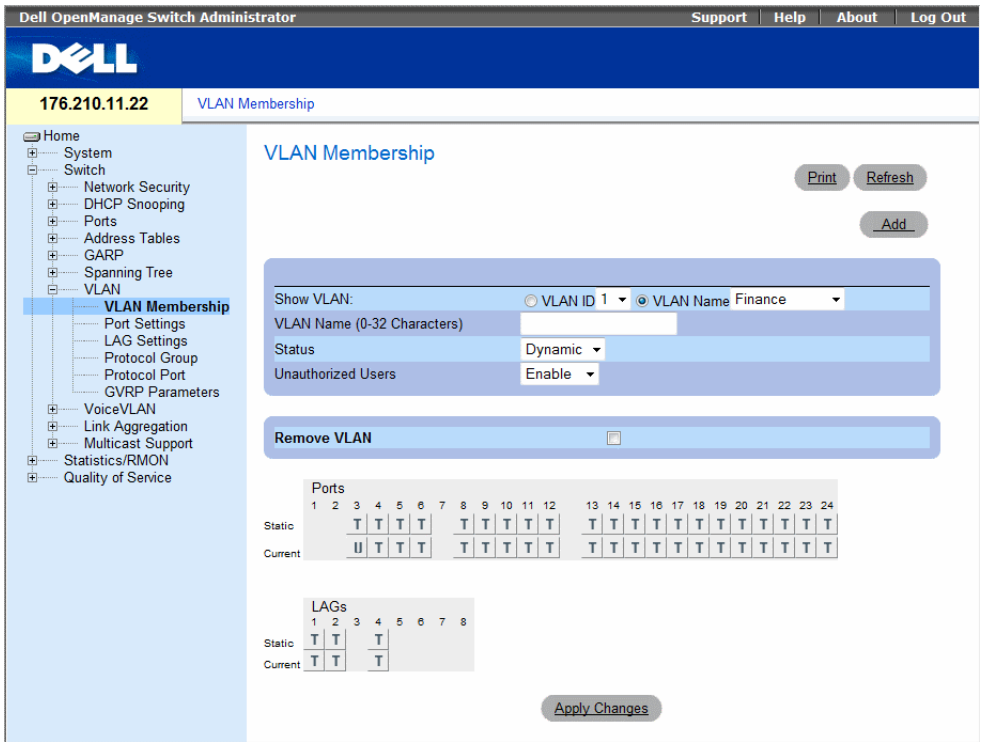 Dell OpenManage Switch Administrator Support Help About Log Out
DELL
176.210.11.22 VLAN Membership
Home
System
Switch
Network Security
DHCP Snooping
Ports
Address Tables
GARP
Spanning Tree
VLAN
VLAN Membership
Port Settings
LAG Settings
Protocol Group
Protocol Port
GVRP Parameters
VoiceVLAN
Link Aggregation
Multicast Support
Statistics/RMON
Quality of Service
VLAN Membership
Print Refresh
Add
Show VLAN: VLAN ID 1 VLAN Name Finance
VLAN Name (0-32 Characters)
Status Dynamic
Unauthorized Users Enable
Remove VLAN
Ports
1 2 3 4 5 6 7 8 9 10 11 12 13 14 15 16 17 18 19 20 21 22 23 24
Static T T T T T T T T T T T T T T T T T T T T T
Current U T T T T T T T T T T T T T T T T T T T T
LAGs
1 2 3 4 5 6 7 8
Static T T T
Current T T T
Apply Changes